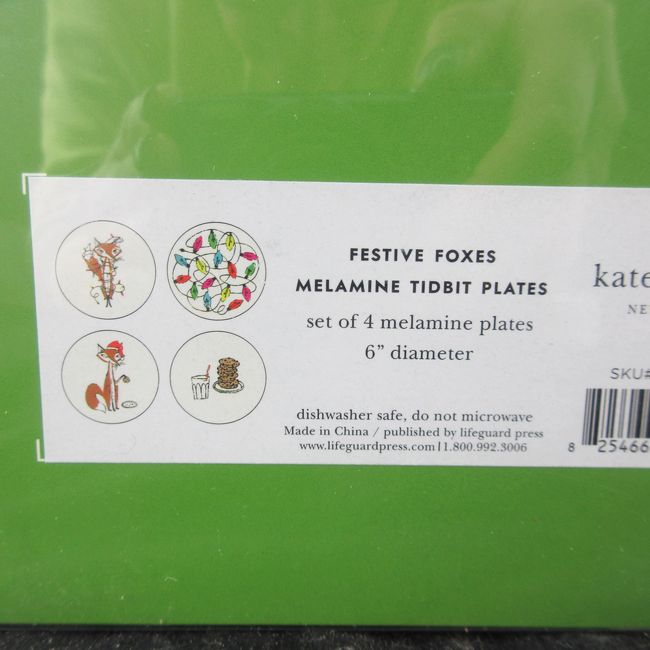 FESTIVE FOXES
MELAMINE TIDBIT PLATES
set of 4 melamine plates
6” diameter
dishwasher safe, do not microwave
Made in China / published by lifeguard press
www.lifeguardpress.com | 1.800.992.3006
kate
NE
SKU#
8 25466